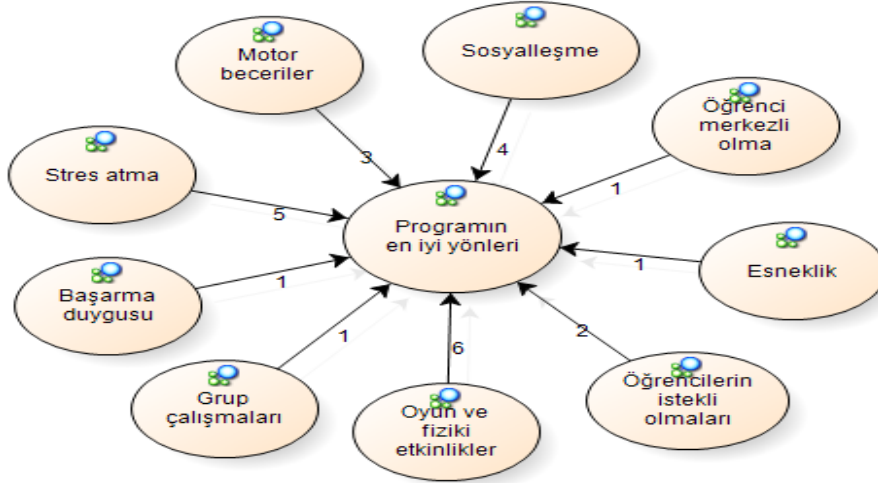 Motor
beceriler
Sosyalleşme
Öğrenci
merkezli
olma
Stres atma
3
4
1
5
Programın
en iyi yönleri
Başarma
duygusu
1
1
Esneklik
Grup
çalışmaları
1
6
2
Oyun ve
fiziki
etkinlikler
Öğrencilerin
istekli
olmaları